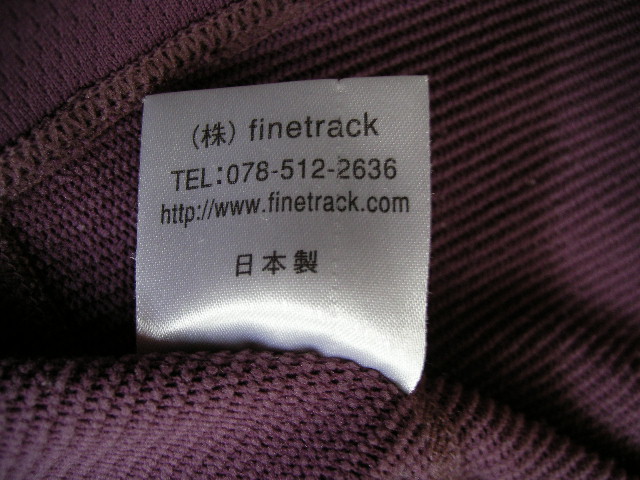 (株) finetrack
TEL:078-512-2636
http://www.finetrack.com
日本製